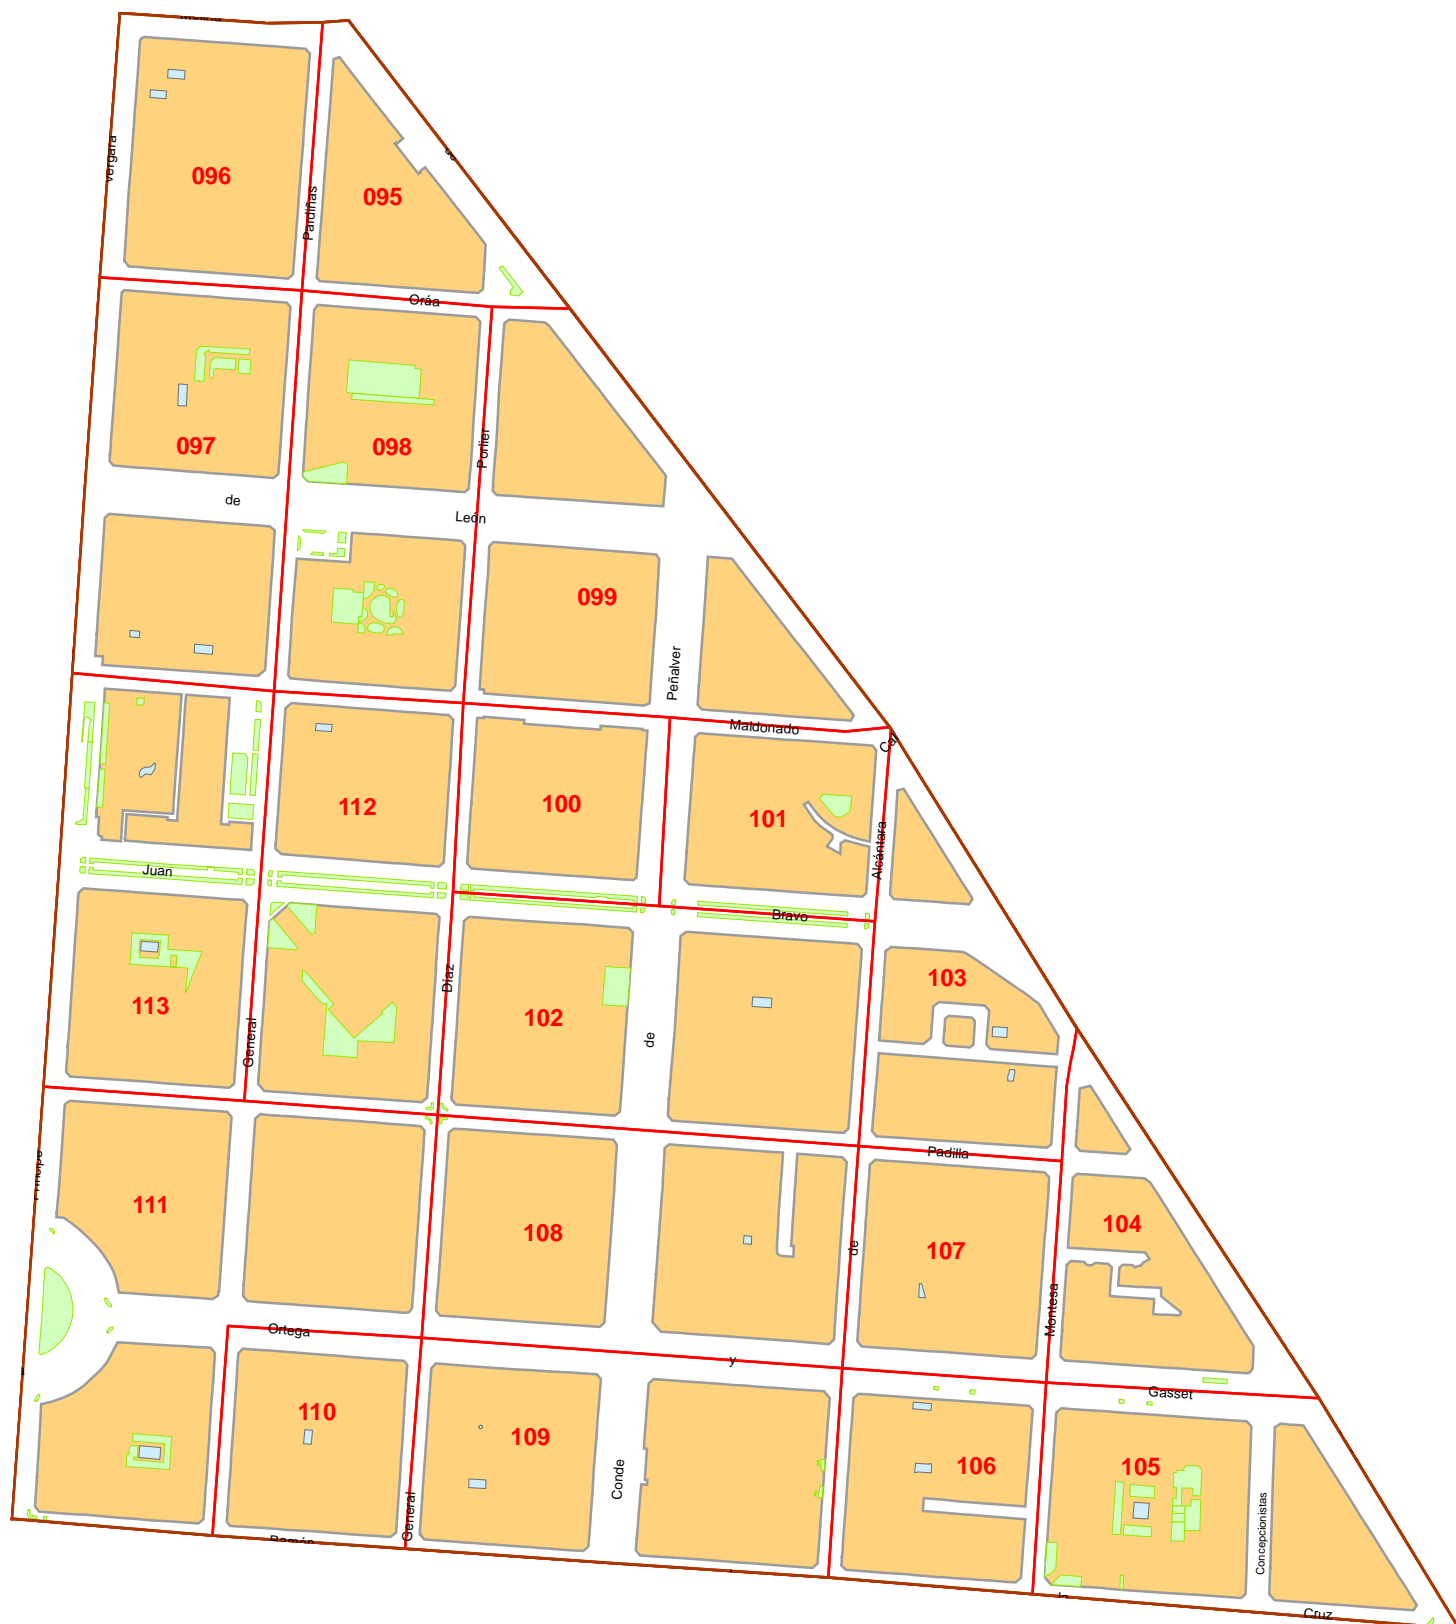 vergara
096
Pardiñas
095
Oráa
097
098
Porlier
de
León
099
Peñalver
Maldonado
112
100
101
Alcántara
Juan
Bravo
113
General
Díaz
102
de
103
Padilla
111
108
de
107
104
Montesa
Ortega
y
Gasset
110
General
109
Conde
106
105
Concepcionistas
Cruz